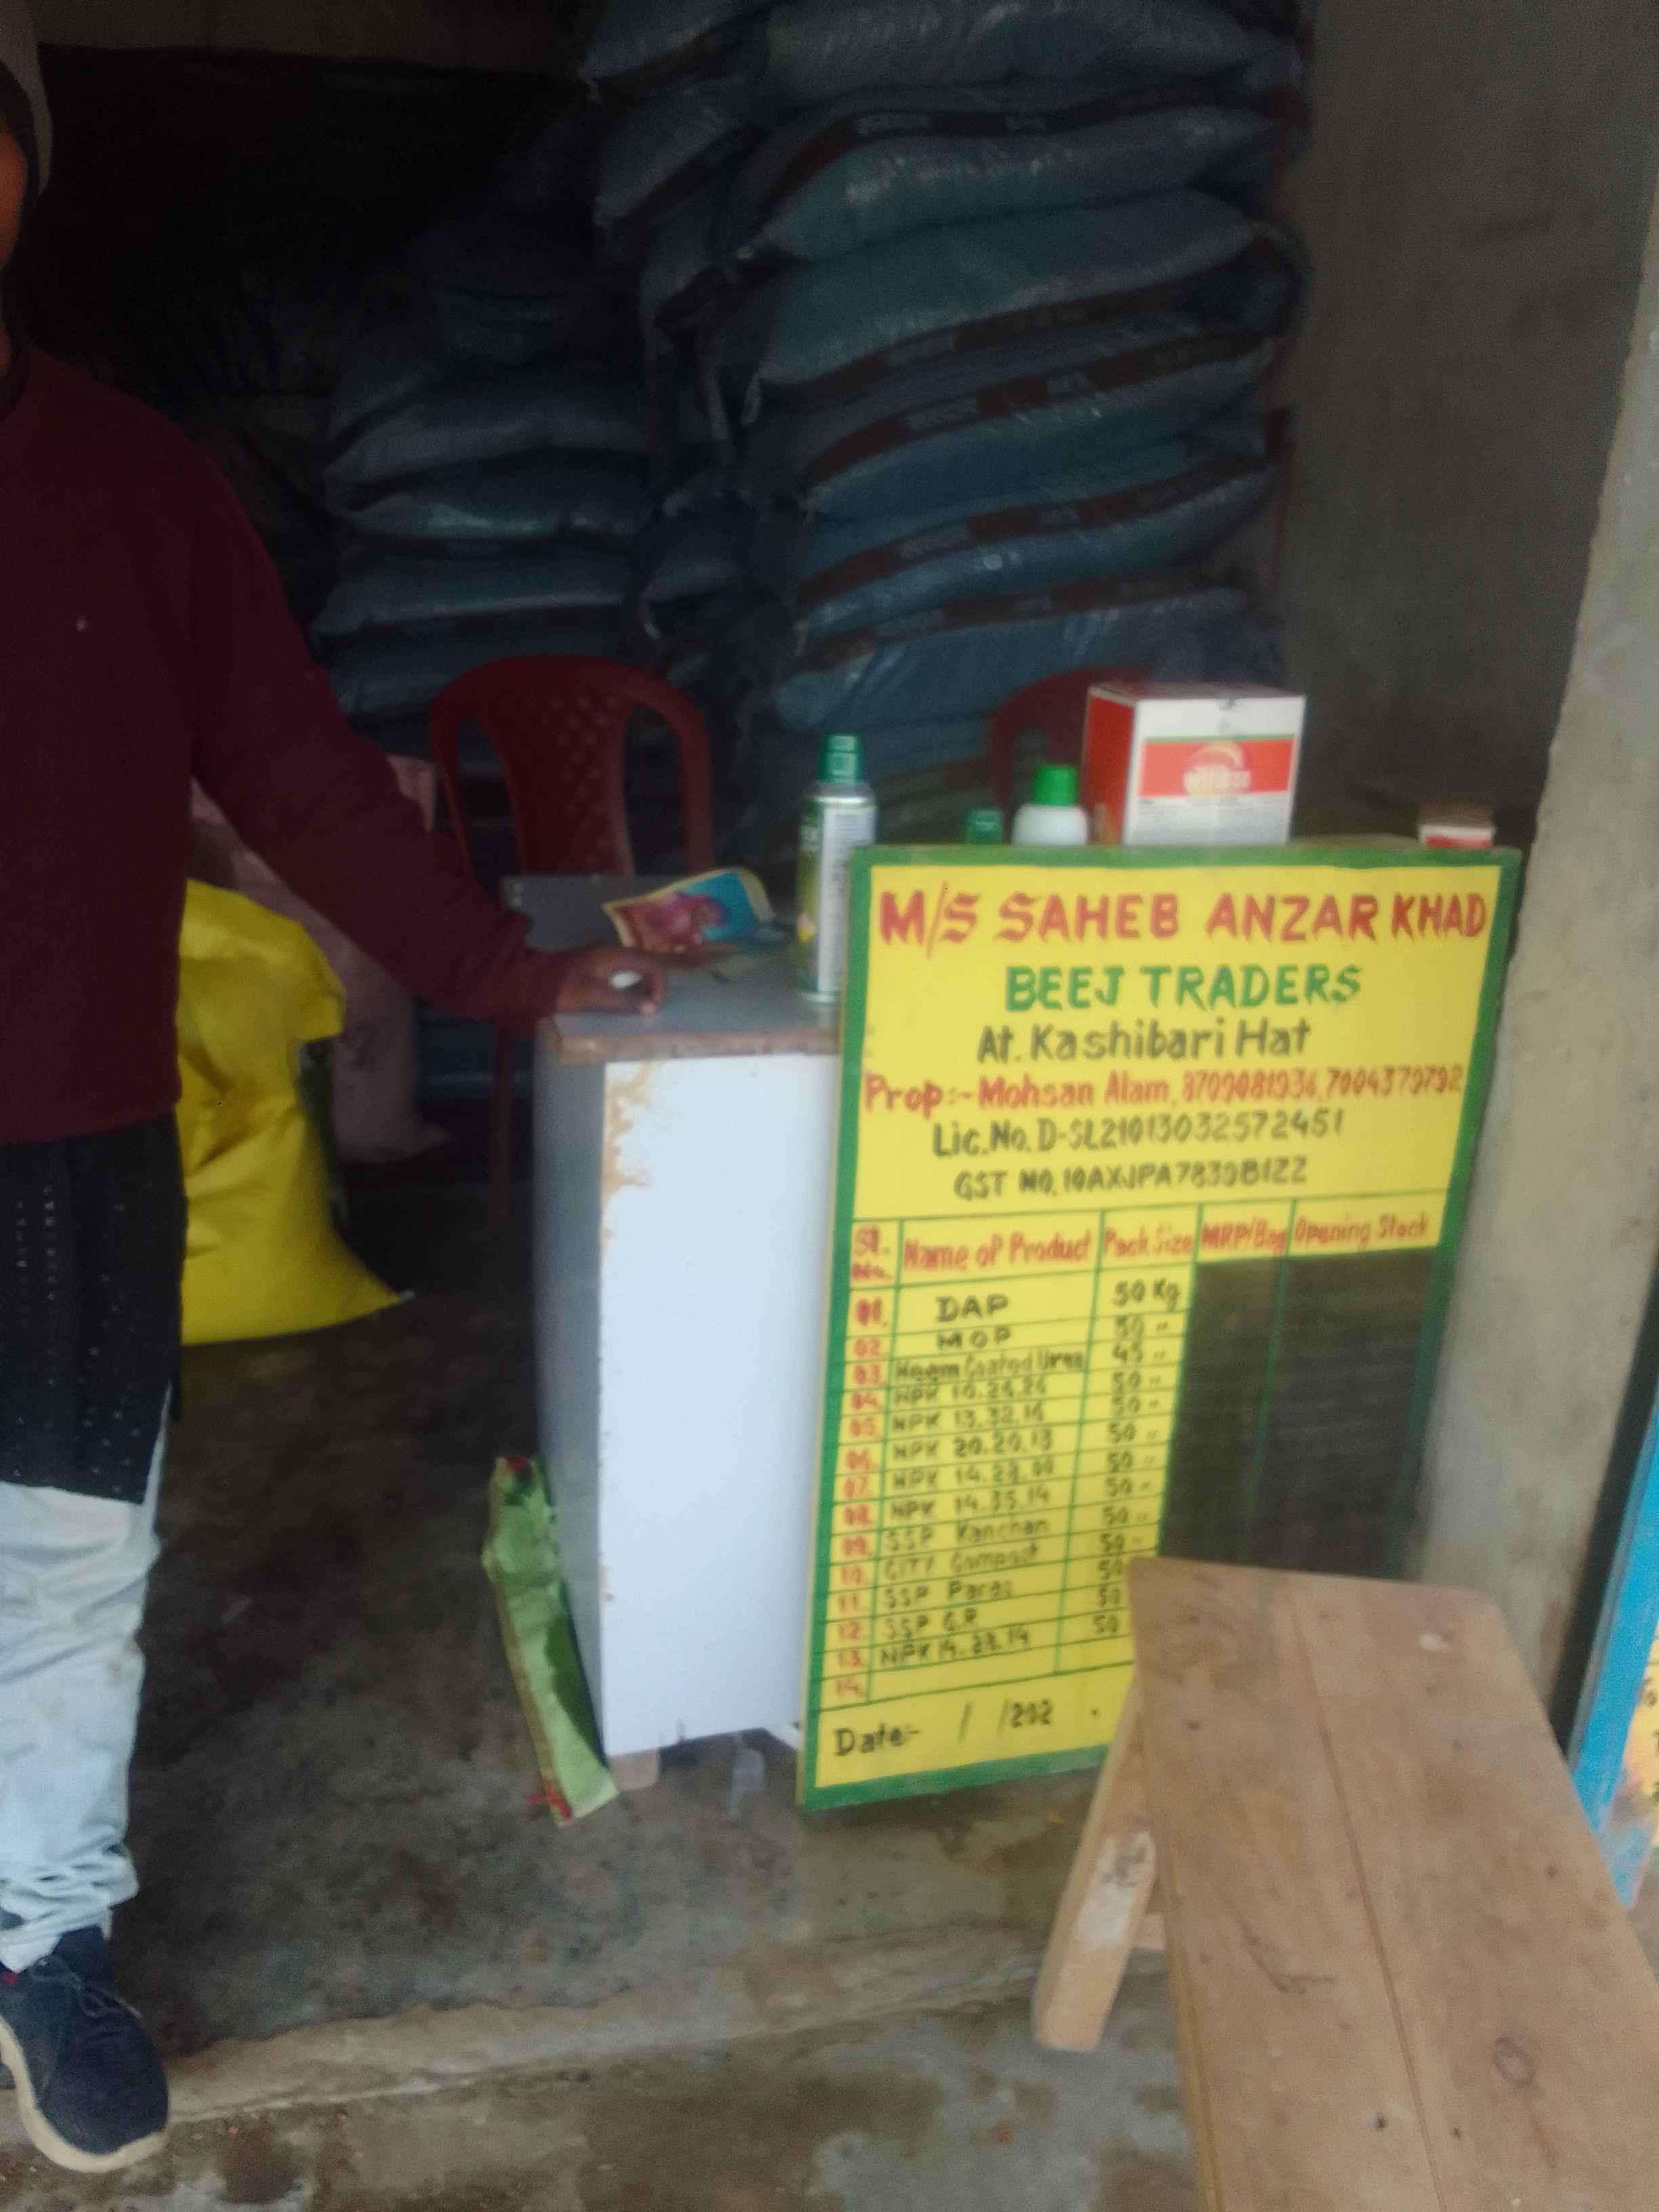 M/S SAHEB ANZAR KHAD
BEEJ TRADERS
At. Kashibari Hat
Prop:- Mohsan Alam, 8709081936, 7004379792
Lic. No. D-SL21013032572451
GST NO. 10AXJPA7839B1ZZ
Sl. No. Name of Product Pack Size MRP/Bag Opening Stock
01. DAP 50 Kg
02. MOP 50 "
03. Neem Coated Urea 45 "
04. NPK 10.26.26 50 "
05. NPK 13.32.16 50 "
06. NPK 20.20.13 50 "
07. NPK 14.28.00 50 "
08. NPK 14.35.14 50 "
09. SSP Kanchan 50 "
10. CITY Compost 50 "
11. SSP Paras 50
12. SSP G.R 50
13. NPK 14.28.14 50
14.
Date:- / /202